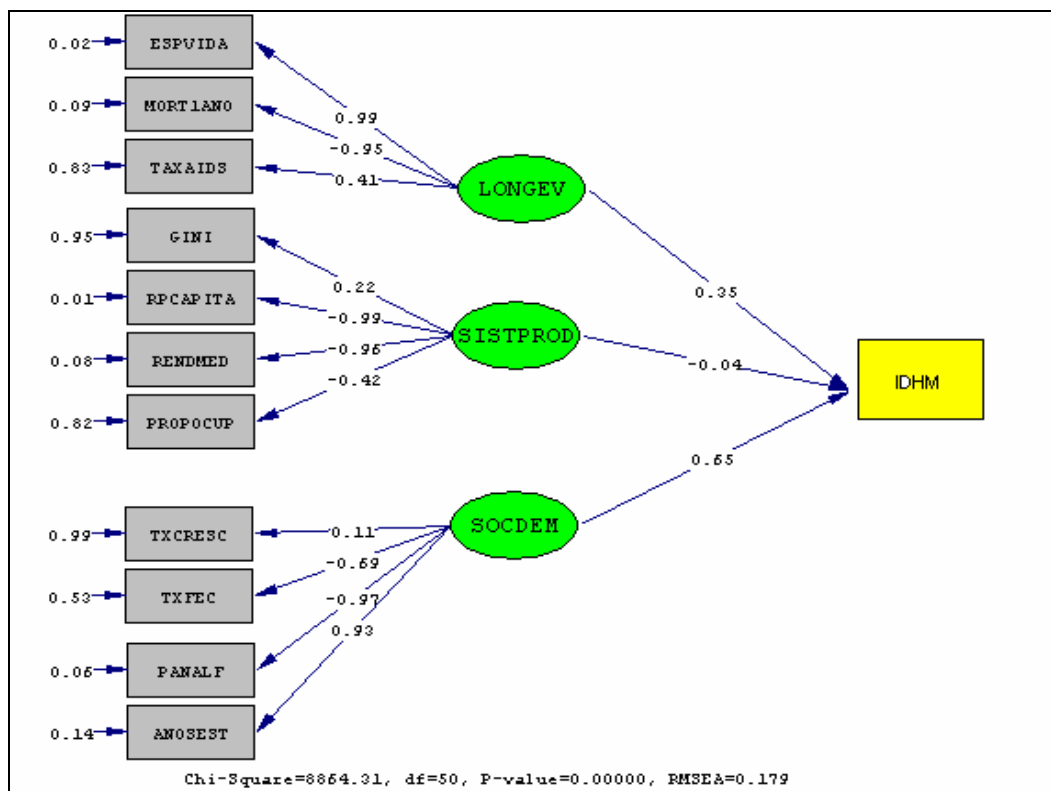 0.02 ESPVIDA
0.99
0.09 MORT1ANO
-0.95
0.83 TAXAIDS
0.41
LONGEV
0.95 GINI
0.22
0.35
0.01 RPCAPITA
-0.99
SISTPROD
0.08 RENDMED
-0.96
-0.04
IDHM
0.82 PROPOCUP
-0.42
0.65
0.99 TXCRESC
0.11
SOCDEM
0.53 TXFEC
-0.69
0.06 PANALF
-0.97
0.14 ANOSEST
0.93
Chi-Square=8864.31, df=50, P-value=0.00000, RMSEA=0.179